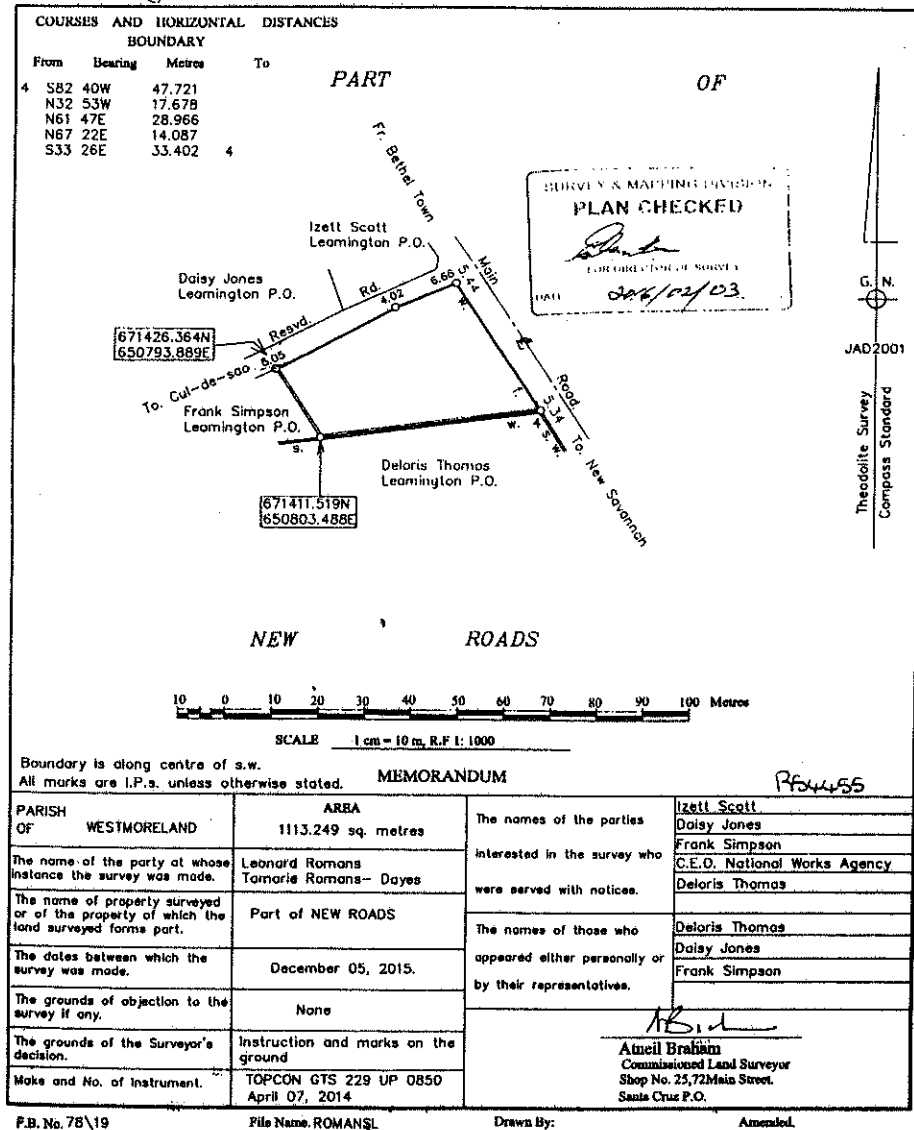 COURSES AND HORIZONTAL DISTANCES
BOUNDARY
From Bearing Metres To
4 S82 40W 47.721
N32 53W 17.678
N61 47E 28.966
N67 22E 14.087
S33 26E 33.402 4
PART OF
Fr. Bethel Town
SURVEY & MAPPING DIVISION
PLAN CHECKED
FOR DIRECTOR OF SURVEY
DATE 2016/02/03
Izett Scott
Leamington P.O.
Daisy Jones
Leamington P.O.
Main
Road
Resvd. Rd.
6.66
5.44
4.02
6.05
5.34
671426.364N
650793.889E
To. Cul-de-sac
Frank Simpson
Leamington P.O.
s.
w.
f.
s. w.
Deloris Thomas
Leamington P.O.
To. New Savannah
671411.519N
650803.488E
G. N.
JAD2001
Theodolite Survey
Compass Standard
NEW ROADS
10 0 10 20 30 40 50 60 70 80 90 100 Metres
SCALE 1 cm = 10 m, R.F 1: 1000
Boundary is along centre of s.w.
All marks are I.P.s. unless otherwise stated.
MEMORANDUM
PARISH
OF WESTMORELAND
AREA
1113.249 sq. metres
The name of the party at whose
instance the survey was made.
Leonard Romans
Tamarie Romans- Dayes
The name of property surveyed
or of the property of which the
land surveyed forms part.
Part of NEW ROADS
The dates between which the
survey was made.
December 05, 2015.
The grounds of objection to the
survey if any.
None
The grounds of the Surveyor's
decision.
Instruction and marks on the
ground
Make and No. of Instrument.
TOPCON GTS 229 UP 0850
April 07, 2014
The names of the parties
interested in the survey who
were served with notices.
Izett Scott
Daisy Jones
Frank Simpson
C.E.O. National Works Agency
Deloris Thomas
The names of those who
appeared either personally or
by their representatives.
Deloris Thomas
Daisy Jones
Frank Simpson
Atneil Braham
Commissioned Land Surveyor
Shop No. 25,72Main Street.
Santa Cruz P.O.
F.B. No. 78\19
File Name. ROMANSL
Drawn By:
Amended.